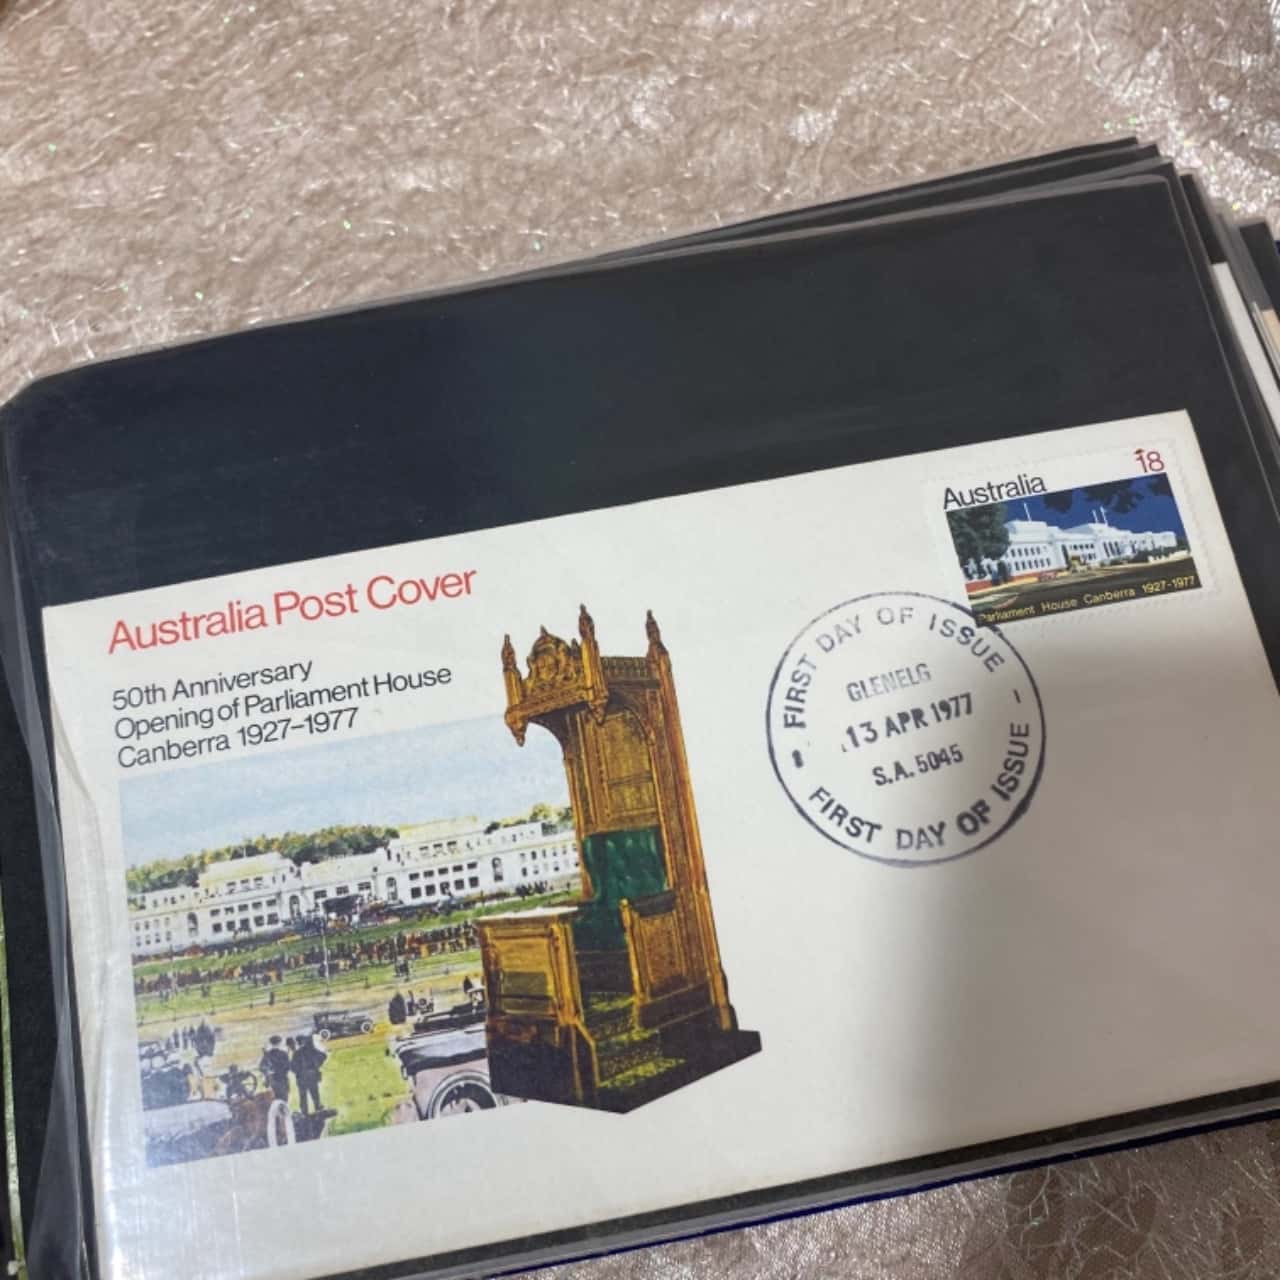 Australia Post Cover
50th Anniversary
Opening of Parliament House
Canberra 1927-1977
Australia
18
Parliament House Canberra 1927-1977
FIRST DAY OF ISSUE
GLENELG
13 APR 1977
S.A. 5045
FIRST DAY OF ISSUE